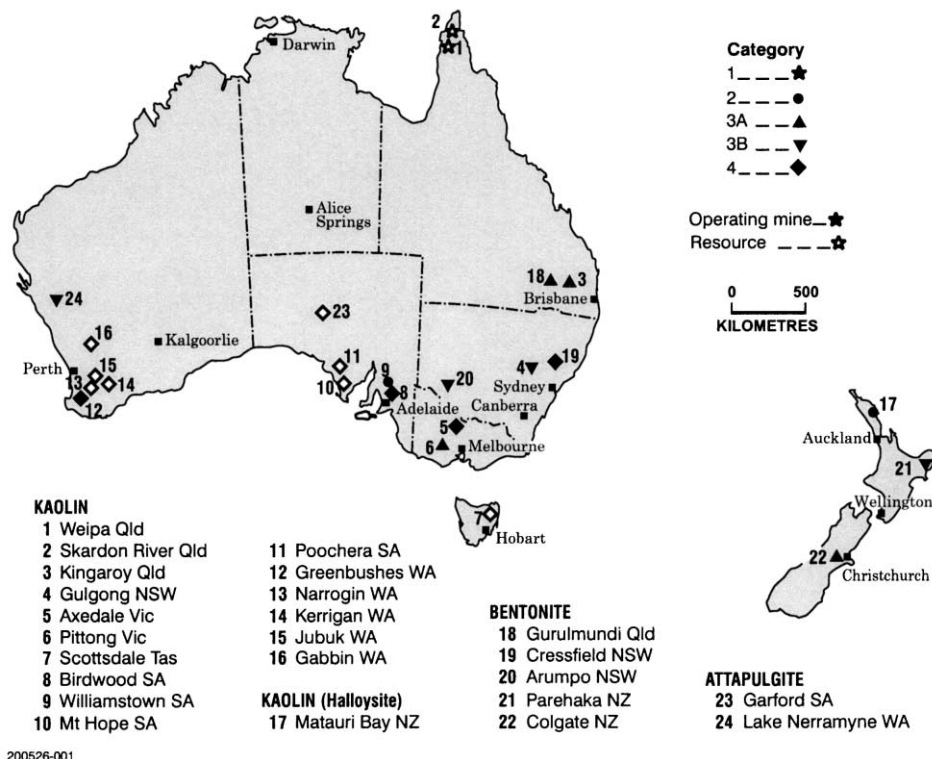 2
1
Darwin
Category
1
2
3A
3B
4
Alice
Springs
Operating mine
Resource
18
3
Brisbane
0 500
KILOMETRES
24
23
16
Kalgoorlie
11
19
15
Perth
4
13
14
10
9
20
Sydney
12
8
Adelaide
Canberra
17
5
6
Melbourne
Auckland
21
Wellington
7
Hobart
22
Christchurch
KAOLIN
1 Weipa Qld
2 Skardon River Qld
3 Kingaroy Qld
4 Gulgong NSW
5 Axedale Vic
6 Pittong Vic
7 Scottsdale Tas
8 Birdwood SA
9 Williamstown SA
10 Mt Hope SA
11 Poochera SA
12 Greenbushes WA
13 Narrogin WA
14 Kerrigan WA
15 Jubuk WA
16 Gabbin WA
KAOLIN (Halloysite)
17 Matauri Bay NZ
BENTONITE
18 Gurulmundi Qld
19 Cressfield NSW
20 Arumpo NSW
21 Parehaka NZ
22 Colgate NZ
ATTAPULGITE
23 Garford SA
24 Lake Nerramyne WA
200526-001